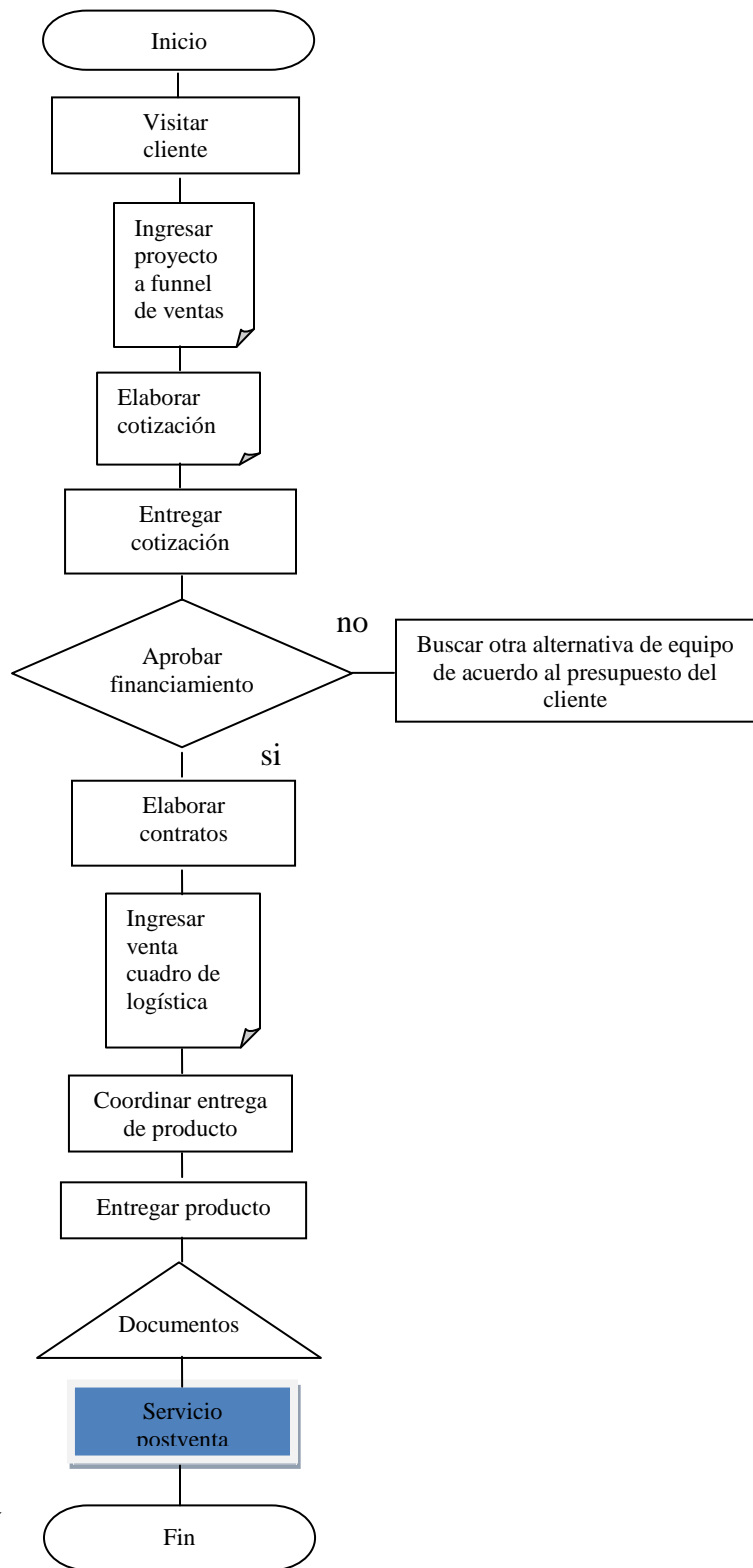 Inicio
Visitar
cliente
Ingresar
proyecto
a funnel
de ventas
Elaborar
cotización
Entregar
cotización
Aprobar
financiamiento
no
Buscar otra alternativa de equipo
de acuerdo al presupuesto del
cliente
si
Elaborar
contratos
Ingresar
venta
cuadro de
logística
Coordinar entrega
de producto
Entregar producto
Documentos
Servicio
postventa
Fin